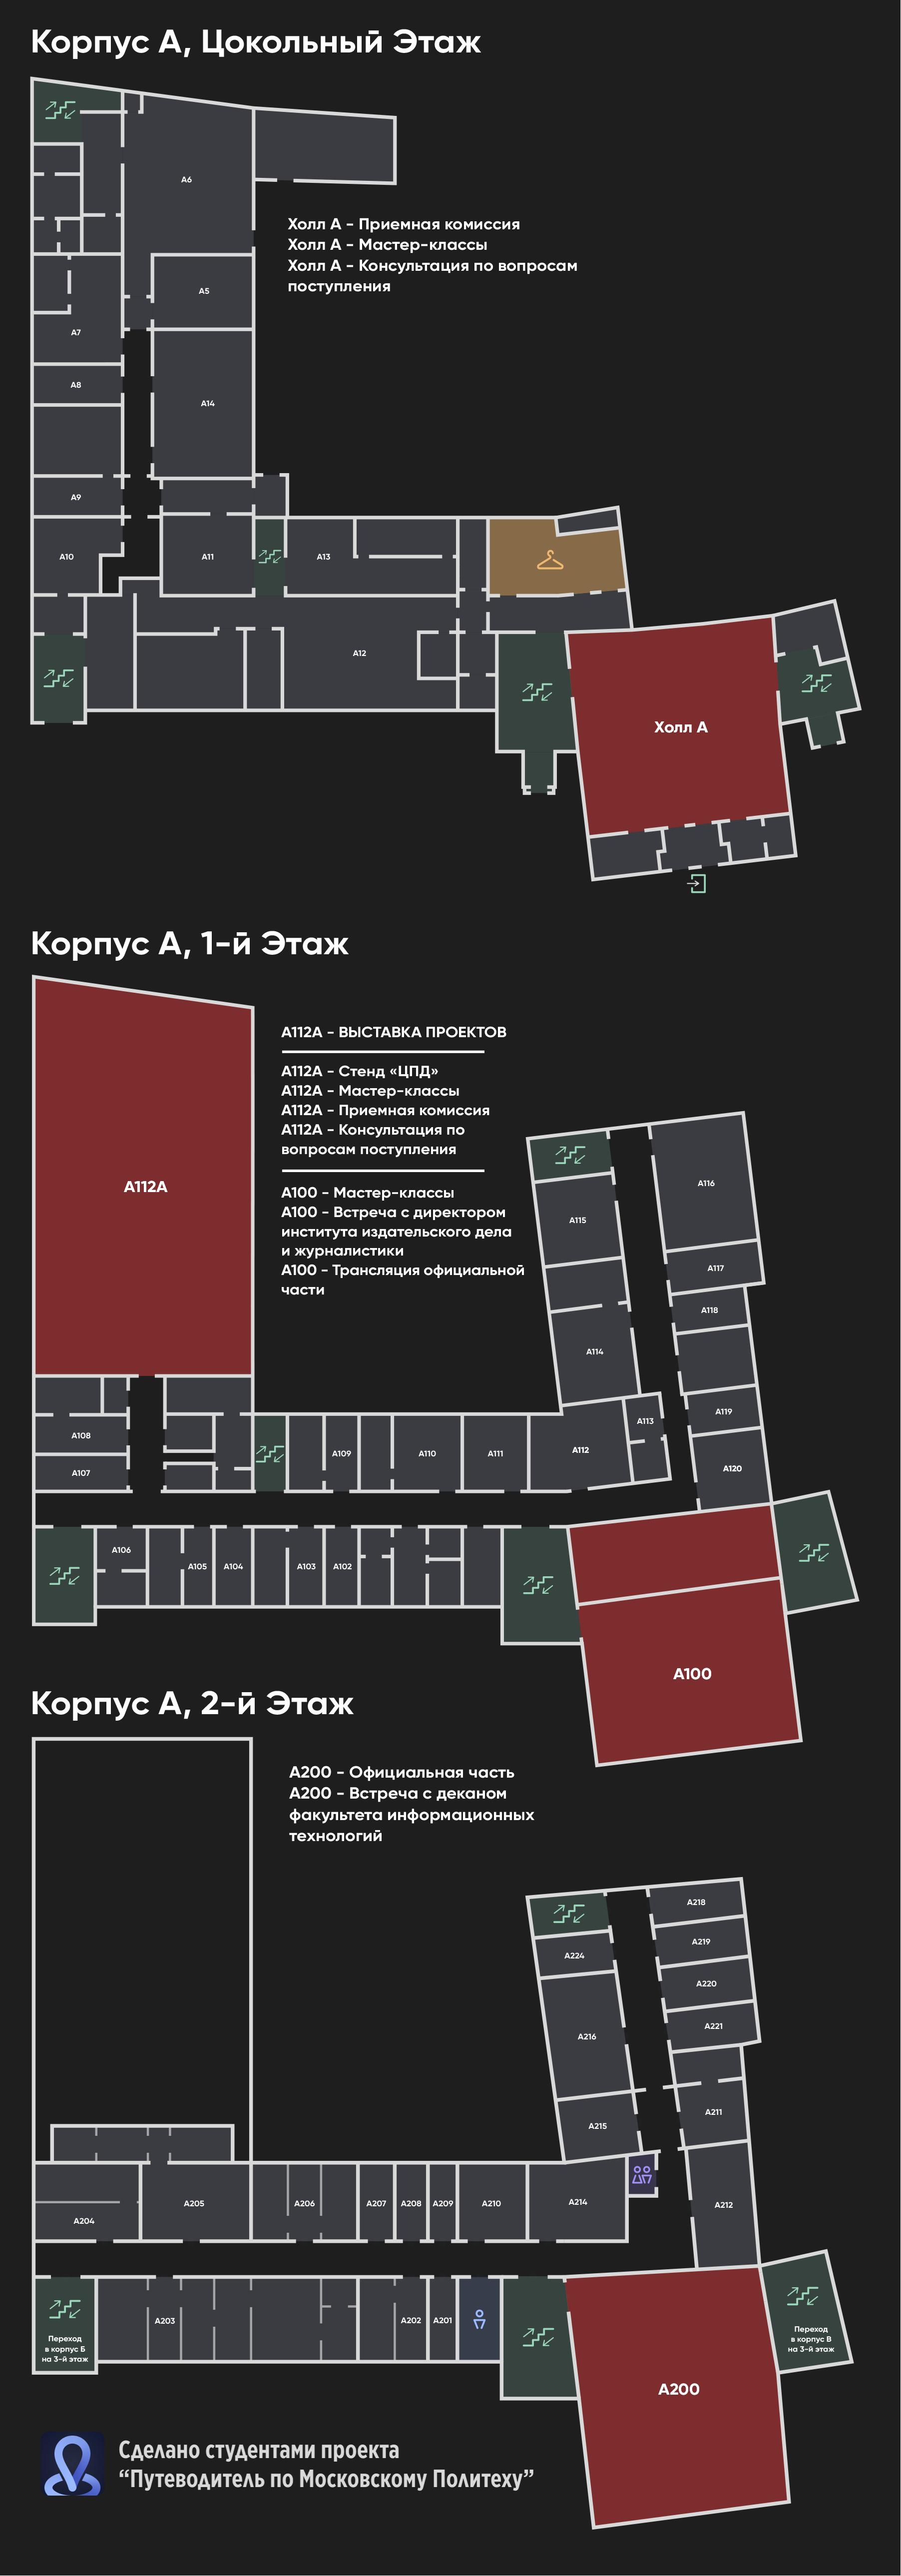 Корпус А, Цокольный Этаж
А6
Холл А - Приемная комиссия
Холл А - Мастер-классы
Холл А - Консультация по вопросам
поступления
А5
А7
А8
А14
А9
А10
А11
А13
А12
Холл А
Корпус А, 1-й Этаж
А112А - ВЫСТАВКА ПРОЕКТОВ
А112А - Стенд «ЦПД»
А112А - Мастер-классы
А112А - Приемная комиссия
А112А - Консультация по
вопросам поступления
А100 - Мастер-классы
А100 - Встреча с директором
института издательского дела
и журналистики
А100 - Трансляция официальной
части
А112А
А116
А115
А117
А118
А114
А119
А113
А108
А109
А110
А111
А112
А107
А120
А106
А105
А104
А103
А102
А100
Корпус А, 2-й Этаж
А200 - Официальная часть
А200 - Встреча с деканом
факультета информационных
технологий
А218
А219
А224
А220
А221
А216
А211
А215
А204
А205
А206
А207
А208
А209
А210
А214
А212
А203
А202
А201
Переход
в корпус Б
на 3-й этаж
Переход
в корпус В
на 3-й этаж
А200
Сделано студентами проекта
“Путеводитель по Московскому Политеху”